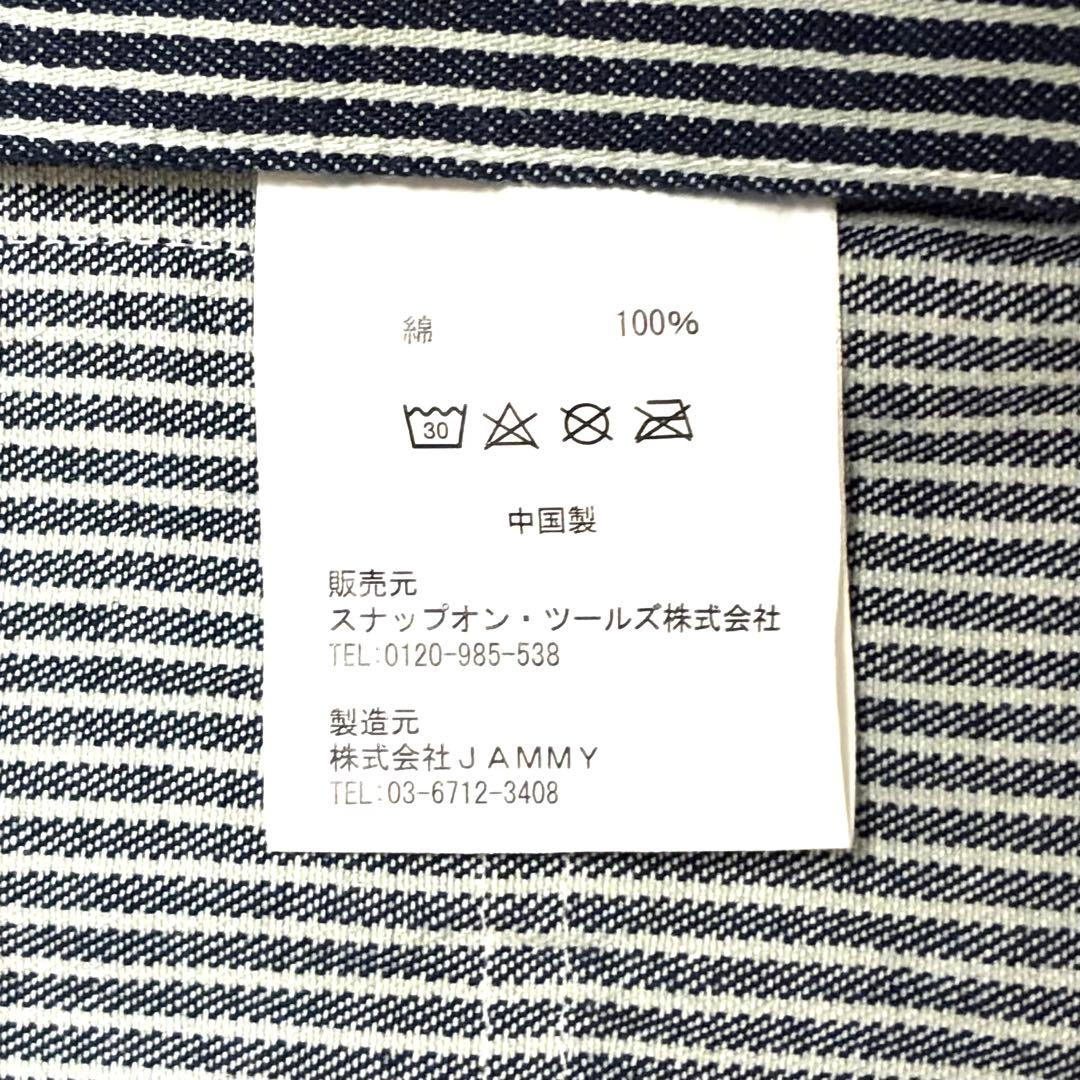 綿 100%
30
中国製
販売元
スナップオン・ツールズ株式会社
TEL:0120-985-538
製造元
株式会社JAMMY
TEL:03-6712-3408